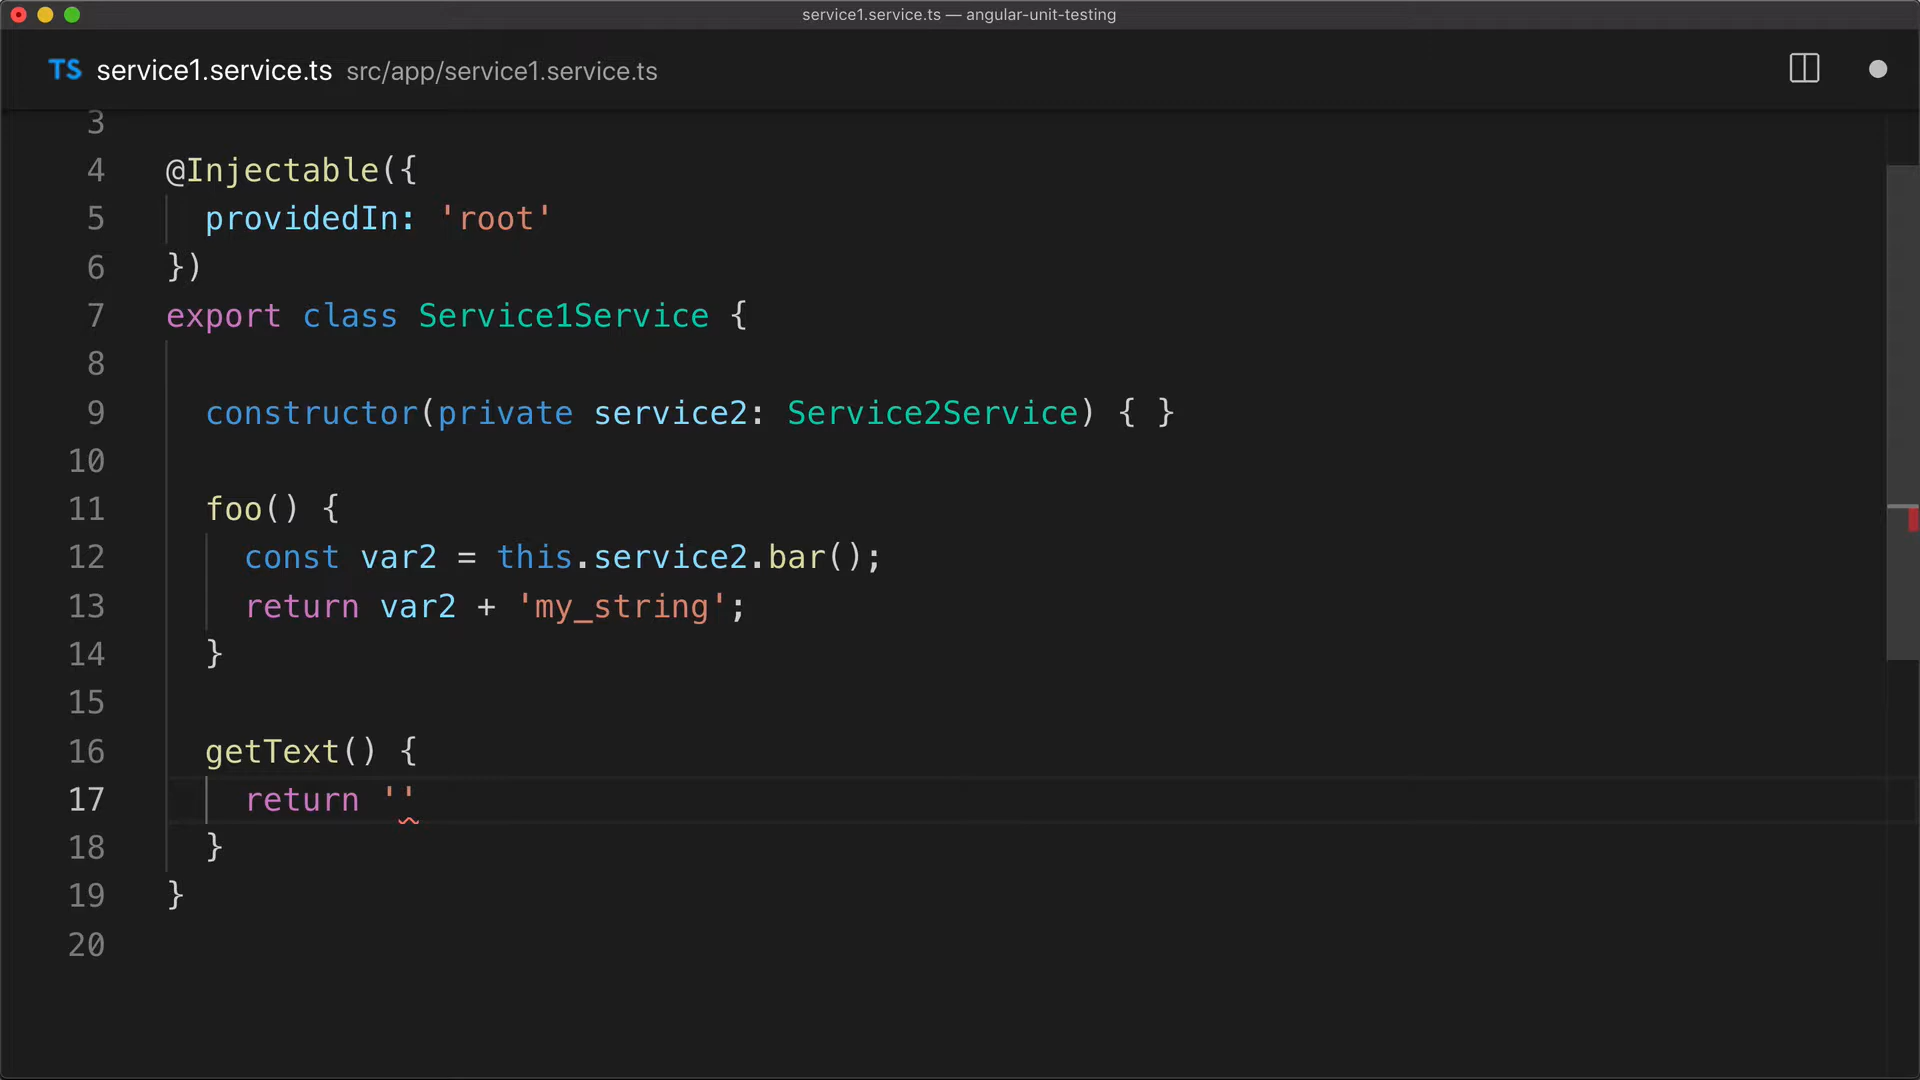 service1.service.ts — angular-unit-testing
TS service1.service.ts src/app/service1.service.ts
3
4 @Injectable({
5 providedIn: 'root'
6 })
7 export class Service1Service {
8
9 constructor(private service2: Service2Service) { }
10
11 foo() {
12 const var2 = this.service2.bar();
13 return var2 + 'my_string';
14 }
15
16 getText() {
17 return ''
18 }
19 }
20